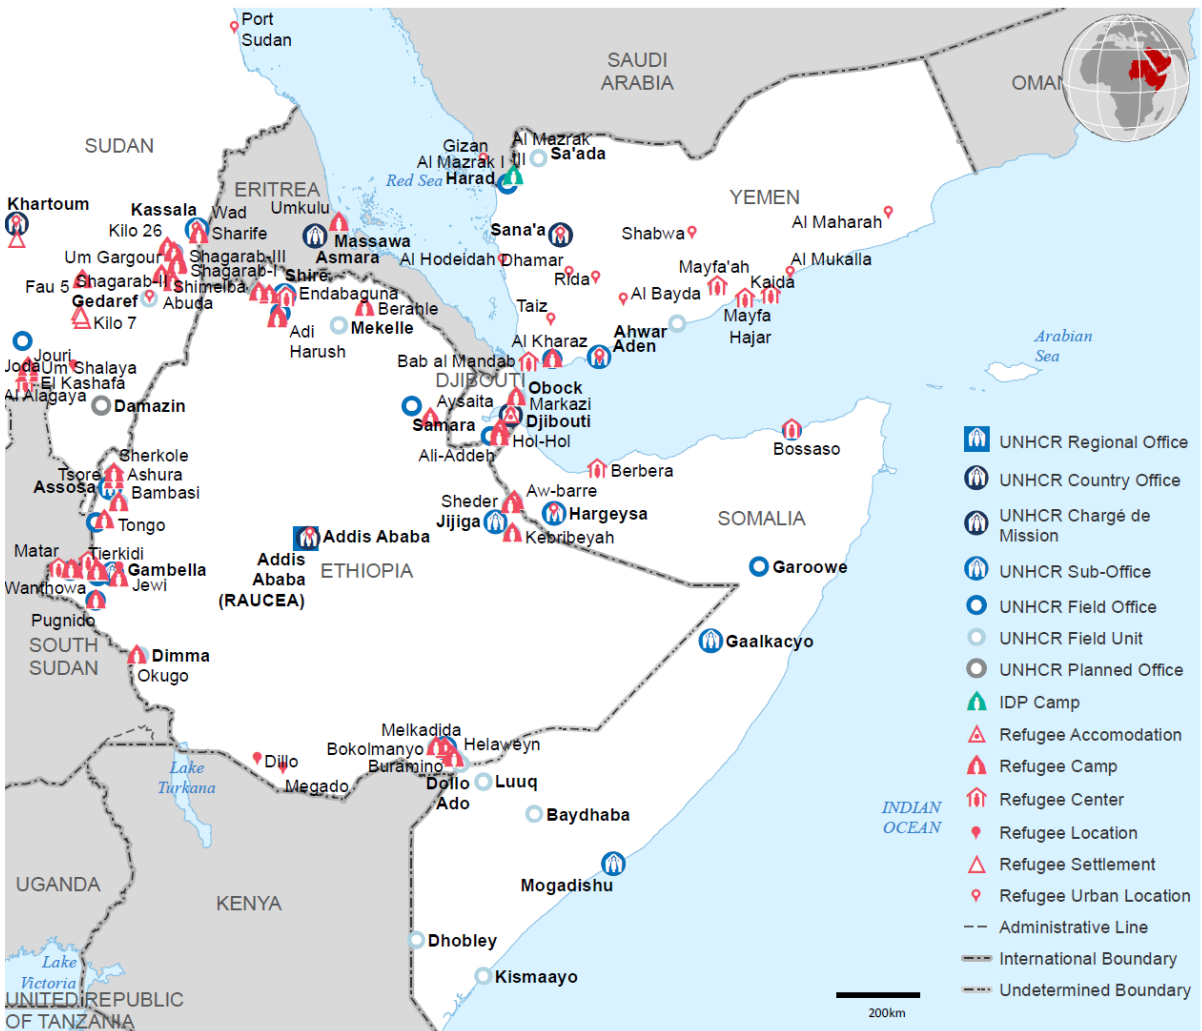 Port
Sudan
SAUDI
ARABIA
OMAN
SUDAN
Gizan
Al Mazrak
Al Mazrak I
III
Sa'ada
Red Sea
Harad
ERITREA
YEMEN
Khartoum
Kassala
Wad
Sharife
Umkulu
Kilo 26
Massawa
Asmara
Sana'a
Shabwa
Al Maharah
Um Gargour
Shagarab-III
Shagarab-I
Al Hodeidah
Dhamar
Mayfa'ah
Al Mukalla
Fau 5
Shagarab-II
Shimelba
Shire
Rida
Kaida
Gedaref
Abuda
Endabaguna
Berahle
Al Bayda
Kilo 7
Adi
Harush
Mekelle
Taiz
Mayfa
Hajar
Ahwar
Aden
Al Kharaz
Arabian
Sea
Jouri
Joda
Um Shalaya
El Kashafa
Al Alagaya
Bab al Mandab
DJIBOUTI
Obock
Markazi
Damazin
Aysaita
Samara
Djibouti
Hol-Hol
Ali-Addeh
Bossaso
Sherkole
Tsore
Ashura
Assosa
Bambasi
Berbera
Aw-barre
Sheder
Hargeysa
Tongo
Jijiga
Kebribeyah
SOMALIA
Addis Ababa
Addis
Ababa
(RAUCEA)
ETHIOPIA
Matar
Tierkidi
Gambella
Garoowe
Wanthowa
Jewi
Pugnido
SOUTH
SUDAN
Gaalkacyo
Dimma
Okugo
Melkadida
Bokolmanyo
Helaweyn
Buramino
Dillo
Megado
Dollo
Ado
Luuq
Lake
Turkana
Baydhaba
INDIAN
OCEAN
UGANDA
KENYA
Mogadishu
Dhobley
Lake
Victoria
Kismaayo
UNITED REPUBLIC
OF TANZANIA
UNHCR Regional Office
UNHCR Country Office
UNHCR Chargé de
Mission
UNHCR Sub-Office
UNHCR Field Office
UNHCR Field Unit
UNHCR Planned Office
IDP Camp
Refugee Accomodation
Refugee Camp
Refugee Center
Refugee Location
Refugee Settlement
Refugee Urban Location
Administrative Line
International Boundary
Undetermined Boundary
200km